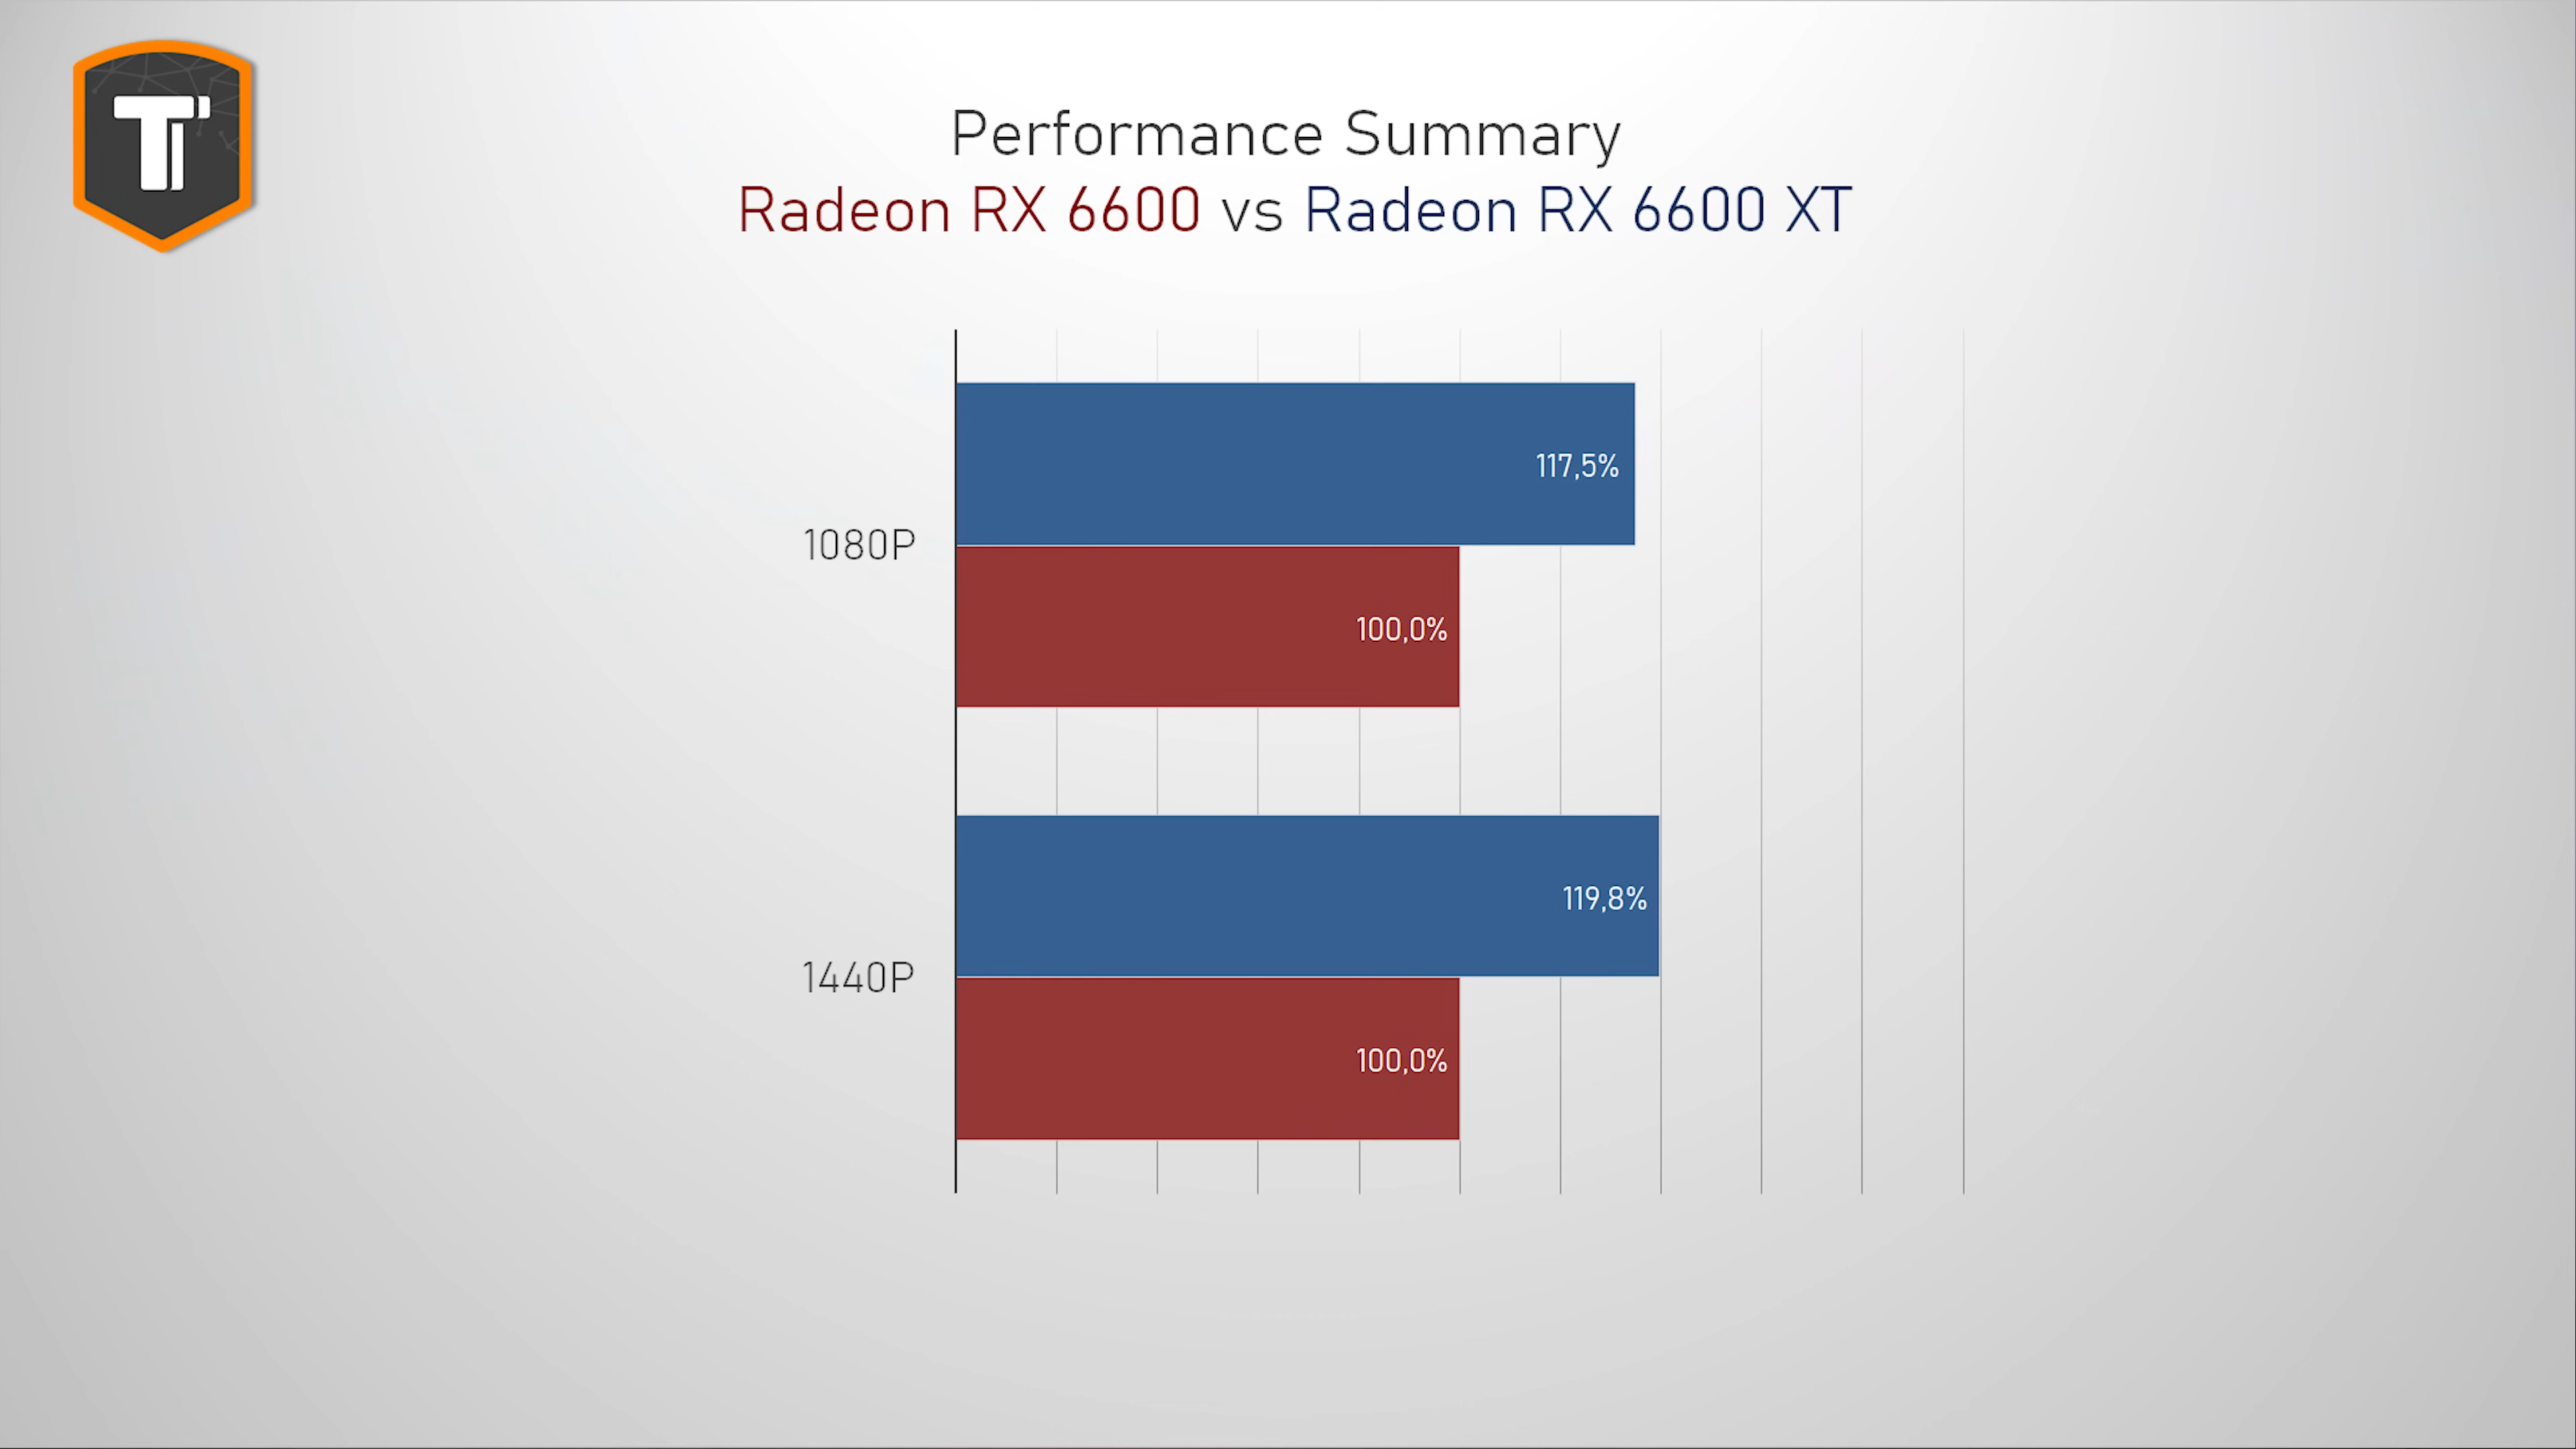 Performance Summary
Radeon RX 6600 vs Radeon RX 6600 XT
117,5%
1080P
100,0%
119,8%
1440P
100,0%